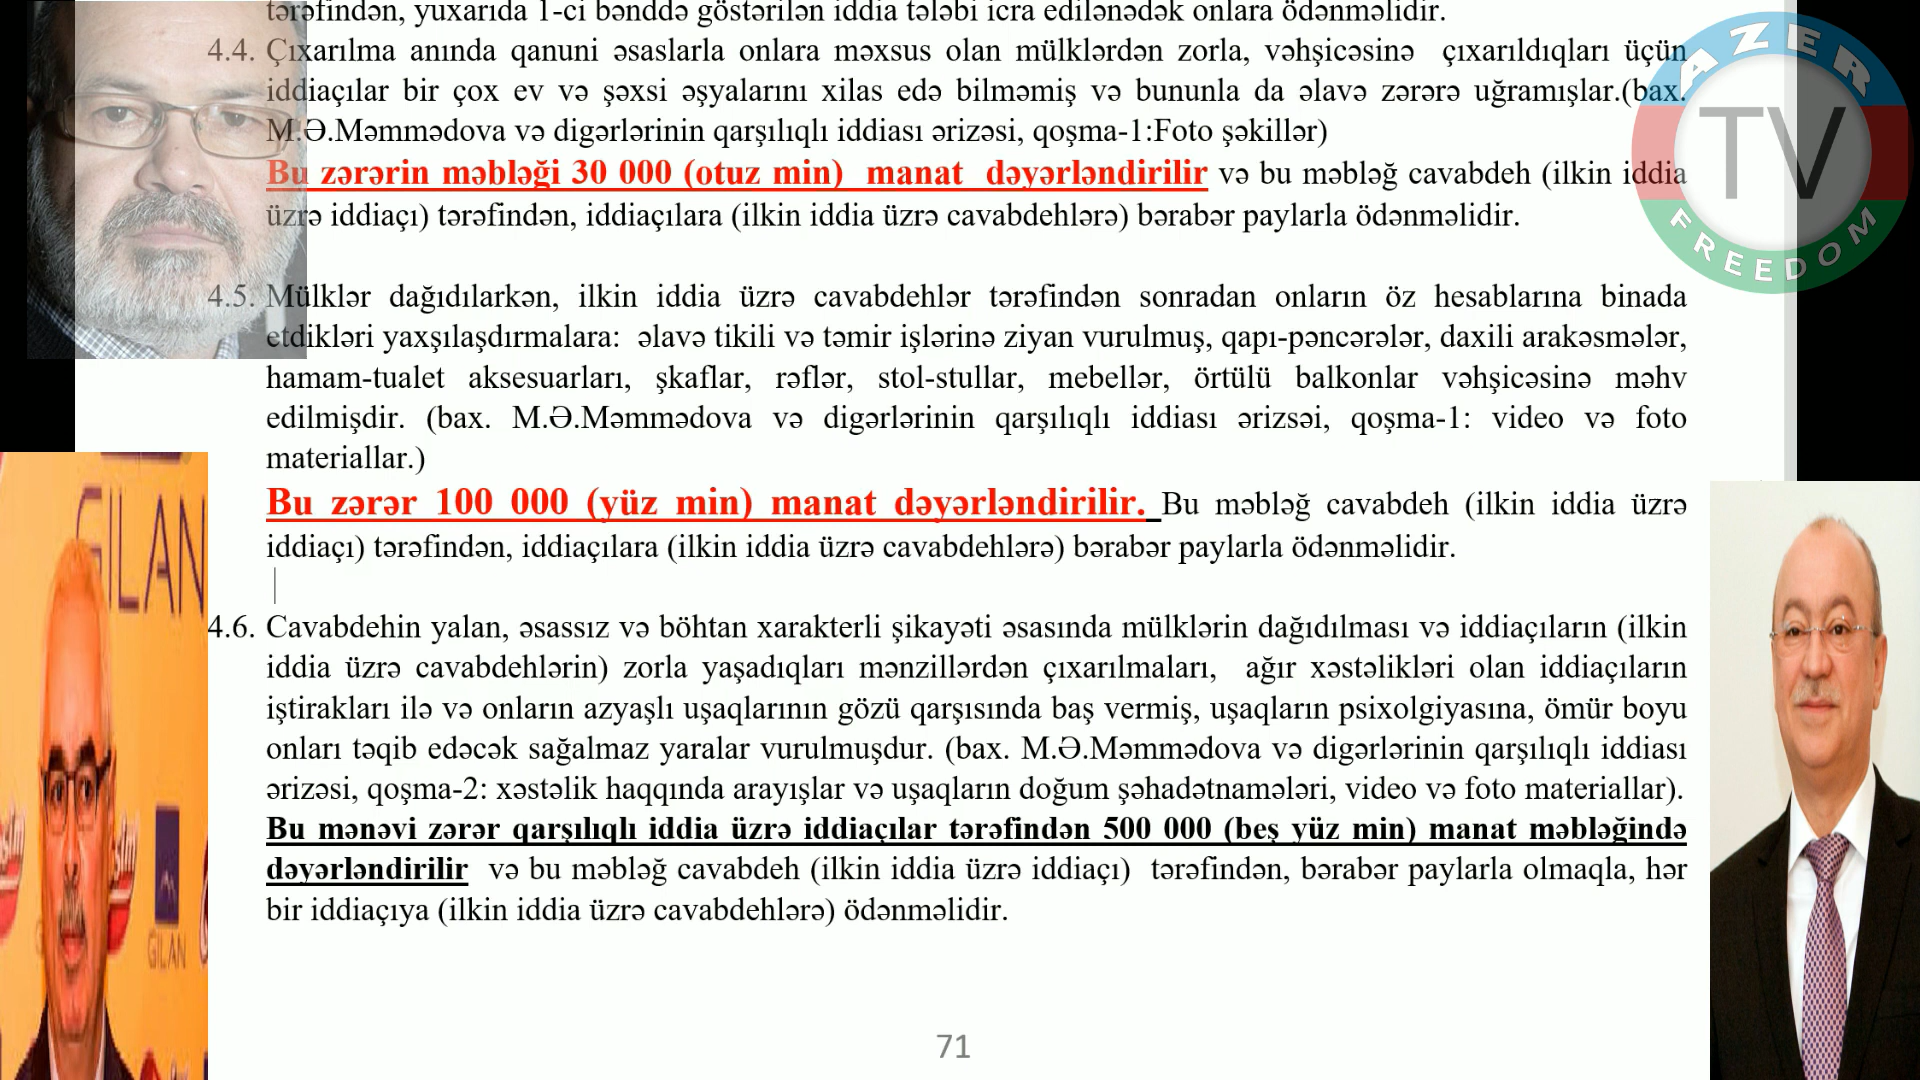 tərəfindən, yuxarıda 1-ci bənddə göstərilən iddia tələbi icra edilənədək onlara ödənməlidir.
4.4. Çıxarılma anında qanuni əsaslarla onlara məxsus olan mülklərdən zorla, vəhşicəsinə çıxarıldıqları üçün
iddiaçılar bir çox ev və şəxsi əşyalarını xilas edə bilməmiş və bununla da əlavə zərərə uğramışlar.(bax.
M.Ə.Məmmədova və digərlərinin qarşılıqlı iddiası ərizəsi, qoşma-1:Foto şəkillər)
Bu zərərin məbləği 30 000 (otuz min) manat dəyərləndirilir və bu məbləğ cavabdeh (ilkin iddia
üzrə iddiaçı) tərəfindən, iddiaçılara (ilkin iddia üzrə cavabdehlərə) bərabər paylarla ödənməlidir.
4.5. Mülklər dağıdılarkən, ilkin iddia üzrə cavabdehlər tərəfindən sonradan onların öz hesablarına binada
etdikləri yaxşılaşdırmalara: əlavə tikili və təmir işlərinə ziyan vurulmuş, qapı-pəncərələr, daxili arakəsmələr,
hamam-tualet aksesuarları, şkaflar, rəflər, stol-stullar, mebellər, örtülü balkonlar vəhşicəsinə məhv
edilmişdir. (bax. M.Ə.Məmmədova və digərlərinin qarşılıqlı iddiası ərizsəi, qoşma-1: video və foto
materiallar.)
Bu zərər 100 000 (yüz min) manat dəyərləndirilir. Bu məbləğ cavabdeh (ilkin iddia üzrə
iddiaçı) tərəfindən, iddiaçılara (ilkin iddia üzrə cavabdehlərə) bərabər paylarla ödənməlidir.
4.6. Cavabdehin yalan, əsassız və böhtan xarakterli şikayəti əsasında mülklərin dağıdılması və iddiaçıların (ilkin
iddia üzrə cavabdehlərin) zorla yaşadıqları mənzillərdən çıxarılmaları, ağır xəstəlikləri olan iddiaçıların
iştirakları ilə və onların azyaşlı uşaqlarının gözü qarşısında baş vermiş, uşaqların psixolgiyasına, ömür boyu
onları təqib edəcək sağalmaz yaralar vurulmuşdur. (bax. M.Ə.Məmmədova və digərlərinin qarşılıqlı iddiası
ərizəsi, qoşma-2: xəstəlik haqqında arayışlar və uşaqların doğum şəhadətnamələri, video və foto materiallar).
Bu mənəvi zərər qarşılıqlı iddia üzrə iddiaçılar tərəfindən 500 000 (beş yüz min) manat məbləğində
dəyərləndirilir və bu məbləğ cavabdeh (ilkin iddia üzrə iddiaçı) tərəfindən, bərabər paylarla olmaqla, hər
bir iddiaçıya (ilkin iddia üzrə cavabdehlərə) ödənməlidir.
71
AZER
TV
FREEDOM
GILAN
GILAN